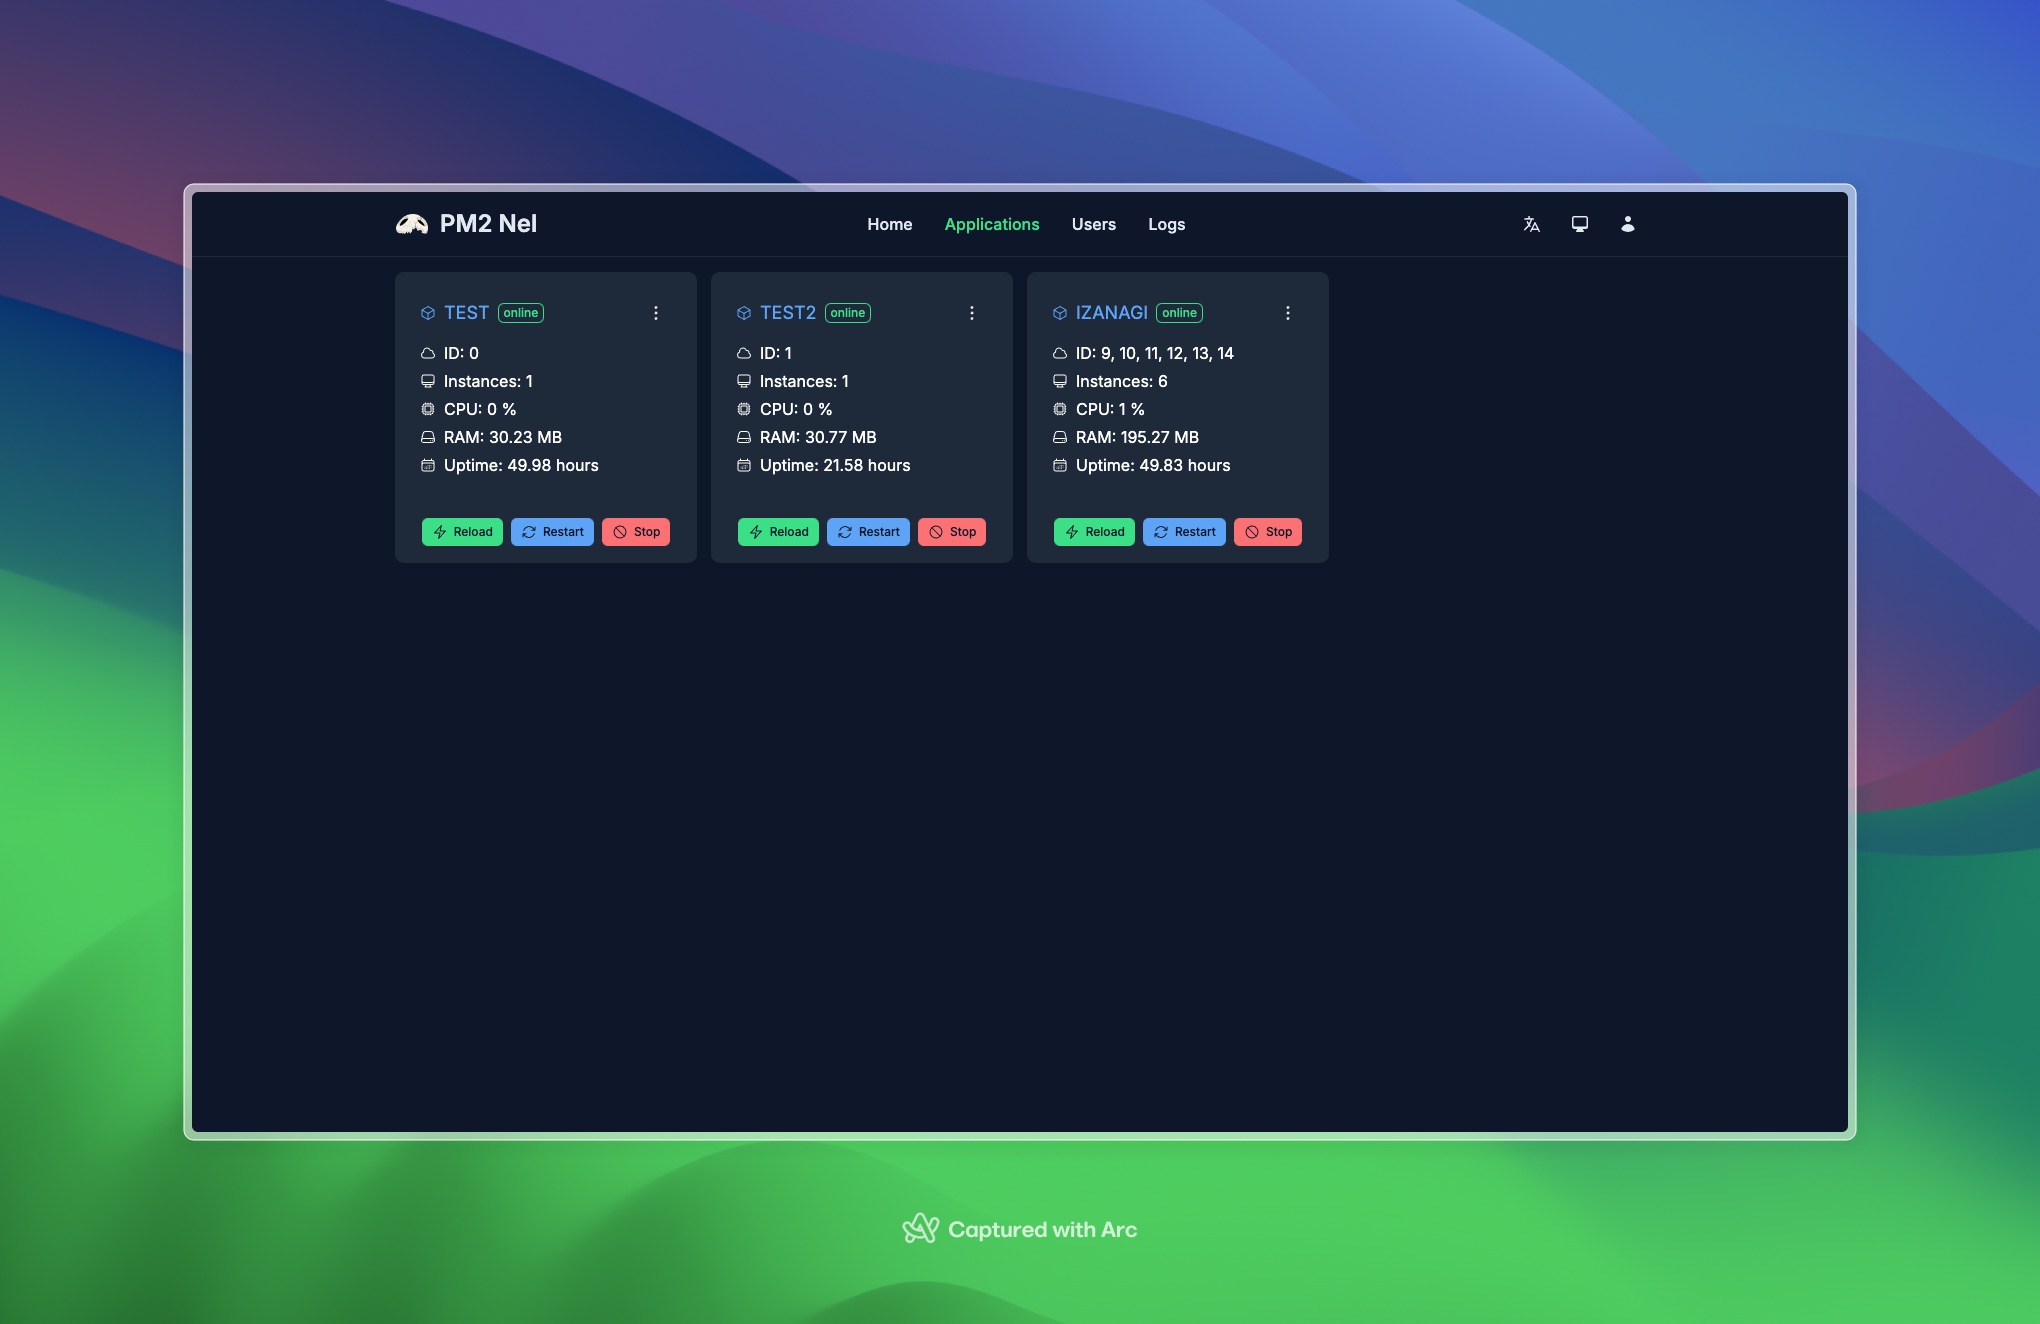 PM2 Nel
Home Applications Users Logs
TEST online
ID: 0
Instances: 1
CPU: 0 %
RAM: 30.23 MB
Uptime: 49.98 hours
Reload Restart Stop
TEST2 online
ID: 1
Instances: 1
CPU: 0 %
RAM: 30.77 MB
Uptime: 21.58 hours
Reload Restart Stop
IZANAGI online
ID: 9, 10, 11, 12, 13, 14
Instances: 6
CPU: 1 %
RAM: 195.27 MB
Uptime: 49.83 hours
Reload Restart Stop
Captured with Arc